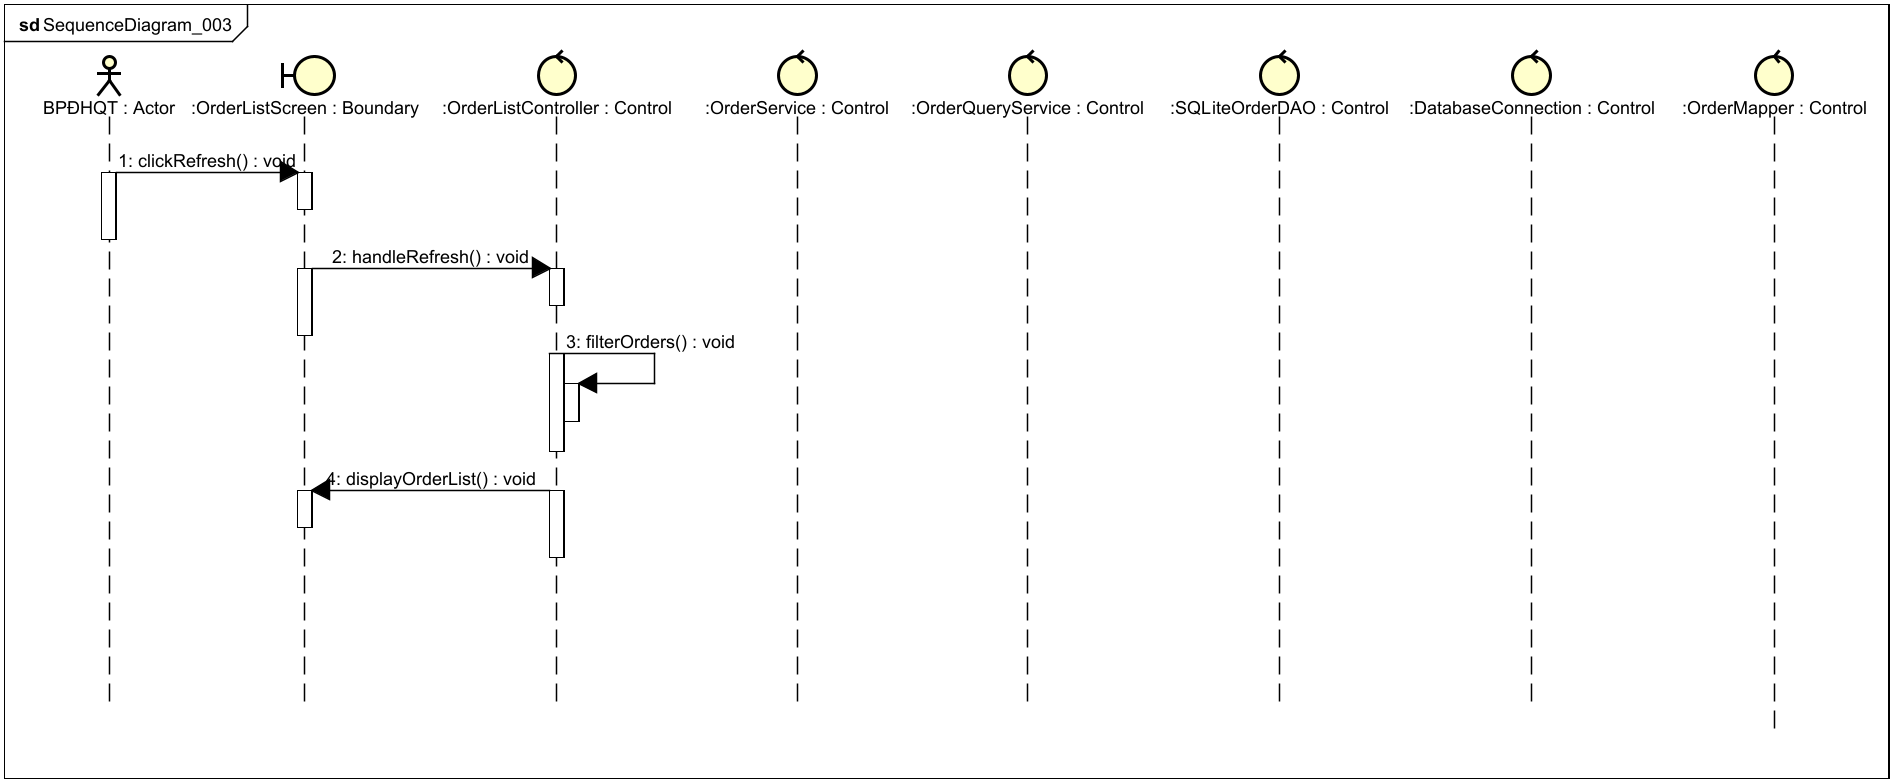 sd SequenceDiagram_003
BPĐHQT : Actor
:OrderListScreen : Boundary
:OrderListController : Control
:OrderService : Control
:OrderQueryService : Control
:SQLiteOrderDAO : Control
:DatabaseConnection : Control
:OrderMapper : Control
1: clickRefresh() : void
2: handleRefresh() : void
3: filterOrders() : void
4: displayOrderList() : void